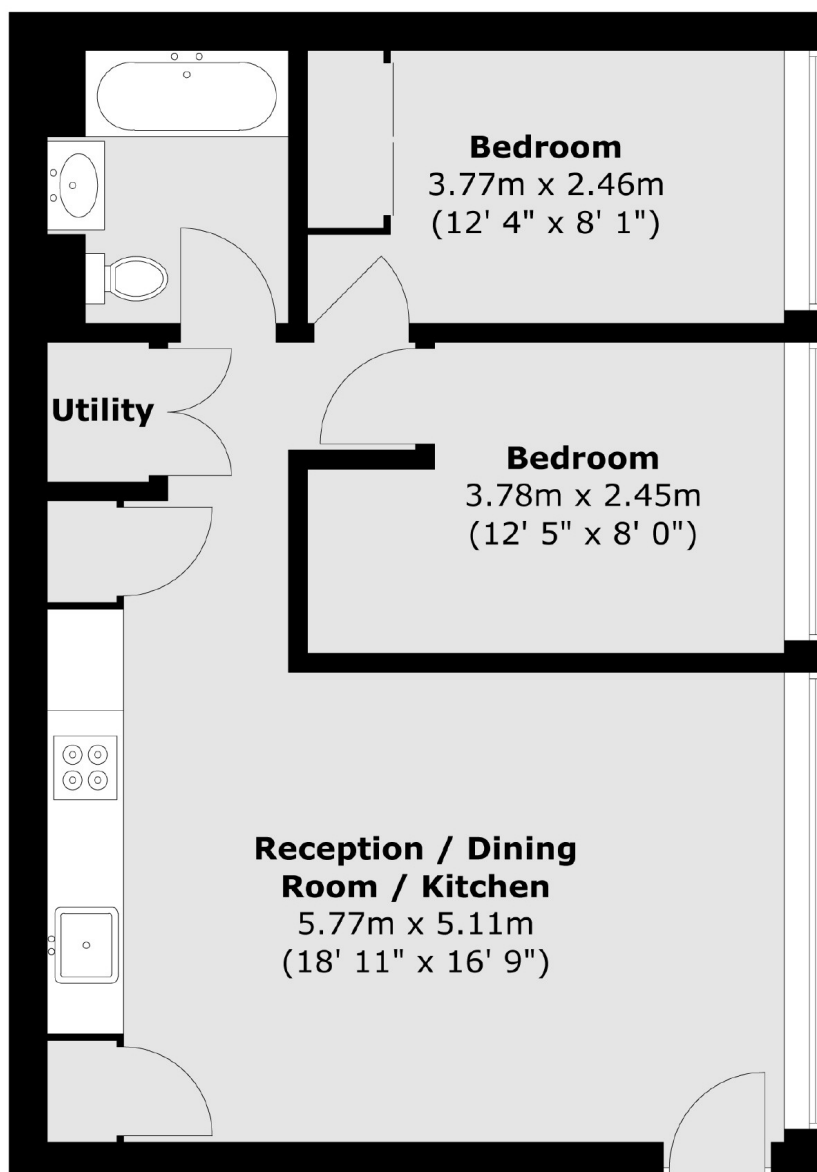 Bedroom
3.77m x 2.46m
(12' 4" x 8' 1")
Utility
Bedroom
3.78m x 2.45m
(12' 5" x 8' 0")
Reception / Dining
Room / Kitchen
5.77m x 5.11m
(18' 11" x 16' 9")